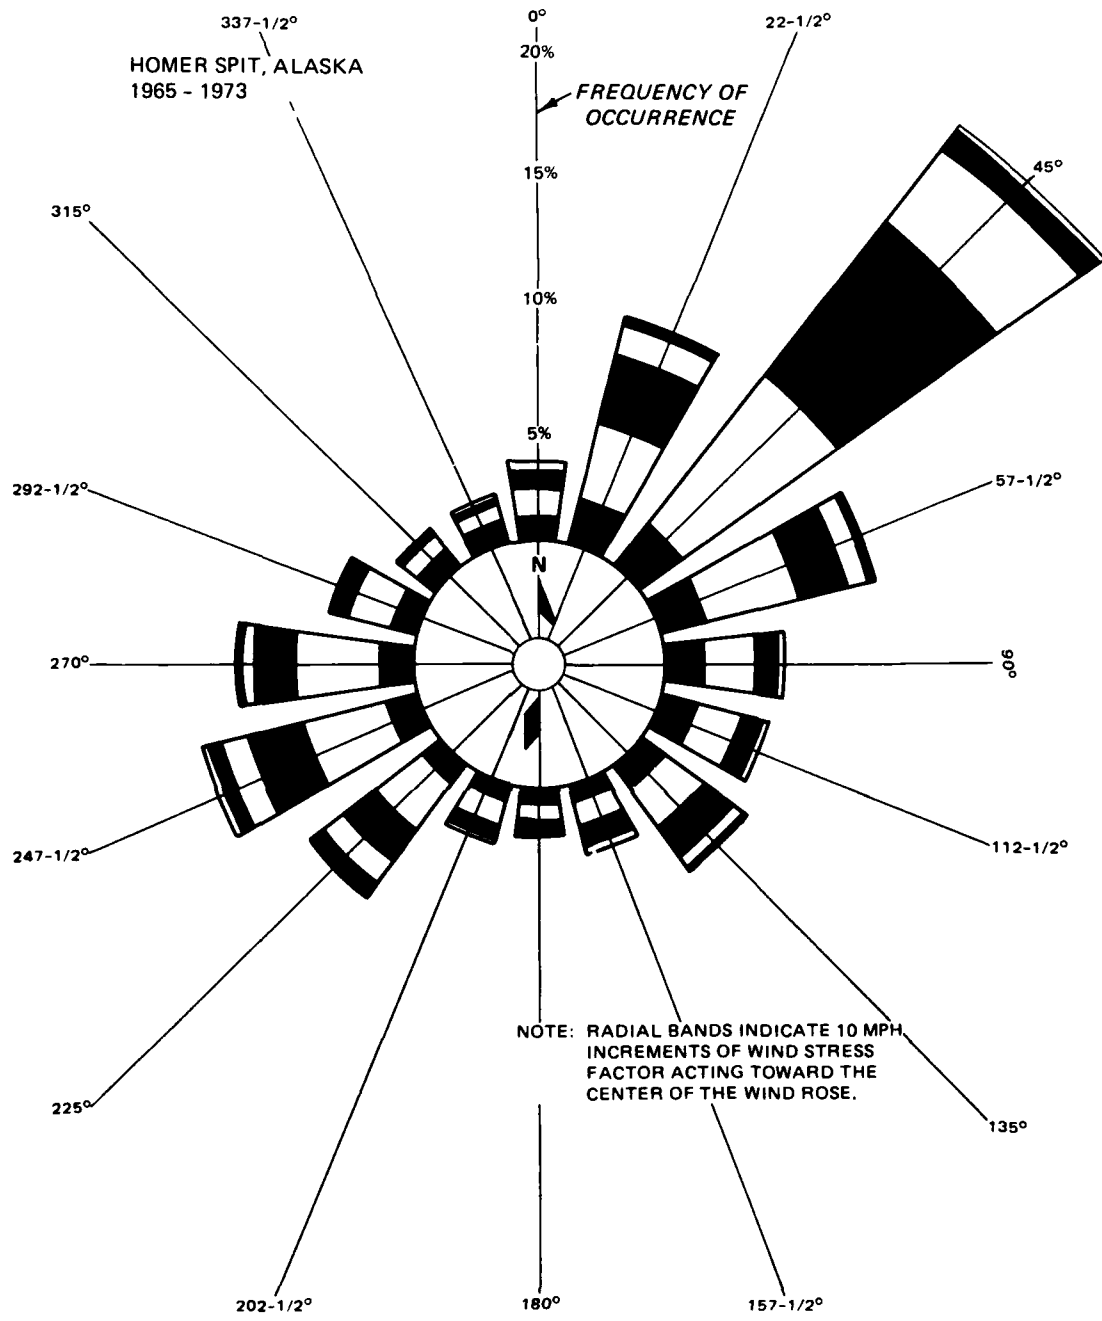 337-1/2°
0°
22-1/2°
HOMER SPIT, ALASKA
1965 - 1973
20%
FREQUENCY OF
OCCURRENCE
15%
45°
315°
10%
5%
292-1/2°
57-1/2°
N
270°
90°
247-1/2°
112-1/2°
NOTE: RADIAL BANDS INDICATE 10 MPH
INCREMENTS OF WIND STRESS
FACTOR ACTING TOWARD THE
CENTER OF THE WIND ROSE.
225°
135°
202-1/2°
180°
157-1/2°